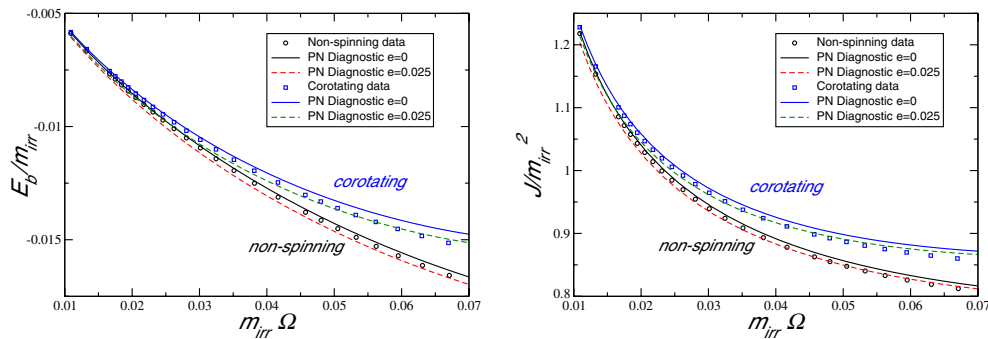 -0.005
-0.01
-0.015
E_b/m_irr
Non-spinning data
PN Diagnostic e=0
PN Diagnostic e=0.025
Corotating data
PN Diagnostic e=0
PN Diagnostic e=0.025
corotating
non-spinning
0.01 0.02 0.03 0.04 0.05 0.06 0.07
m_irr Ω
1.2
1.1
1
0.9
0.8
J/m_irr^2
Non-spinning data
PN Diagnostic e=0
PN Diagnostic e=0.025
Corotating data
PN Diagnostic e=0
PN Diagnostic e=0.025
corotating
non-spinning
0.01 0.02 0.03 0.04 0.05 0.06 0.07
m_irr Ω